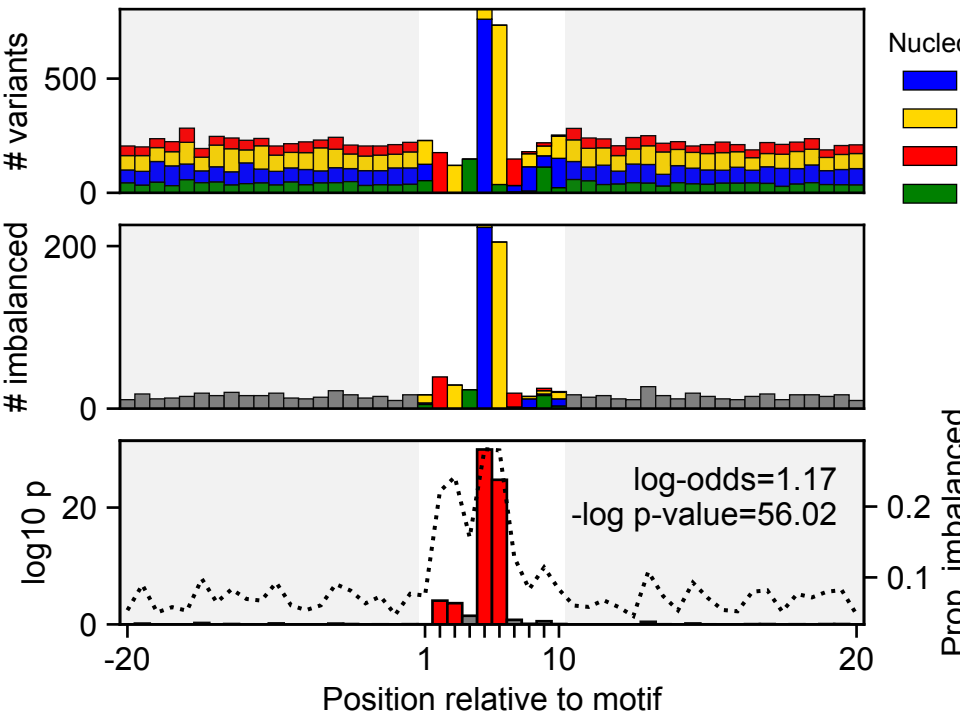 # variants
500
0
Nucleo
# imbalanced
200
0
log10 p
20
0
log-odds=1.17
-log p-value=56.02
0.2
0.1
Prop. imbalanced
-20
1
10
20
Position relative to motif